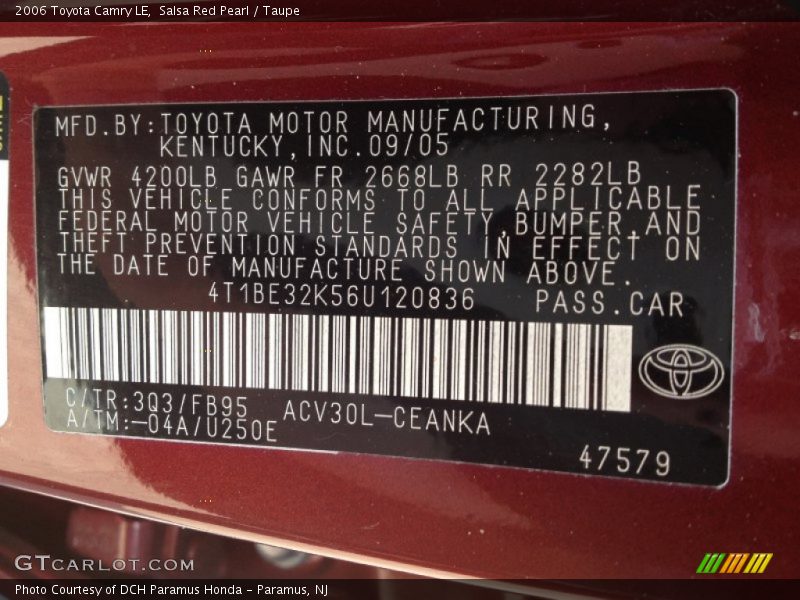 2006 Toyota Camry LE, Salsa Red Pearl / Taupe
MFD.BY:TOYOTA MOTOR MANUFACTURING,
KENTUCKY,INC.09/05
GVWR 4200LB GAWR FR 2668LB RR 2282LB
THIS VEHICLE CONFORMS TO ALL APPLICABLE
FEDERAL MOTOR VEHICLE SAFETY,BUMPER,AND
THEFT PREVENTION STANDARDS IN EFFECT ON
THE DATE OF MANUFACTURE SHOWN ABOVE.
4T1BE32K56U120836 PASS.CAR
C/TR:3Q3/FB95 ACV30L-CEANKA
A/TM:-04A/U250E
47579
GTCARLOT.COM
Photo Courtesy of DCH Paramus Honda - Paramus, NJ